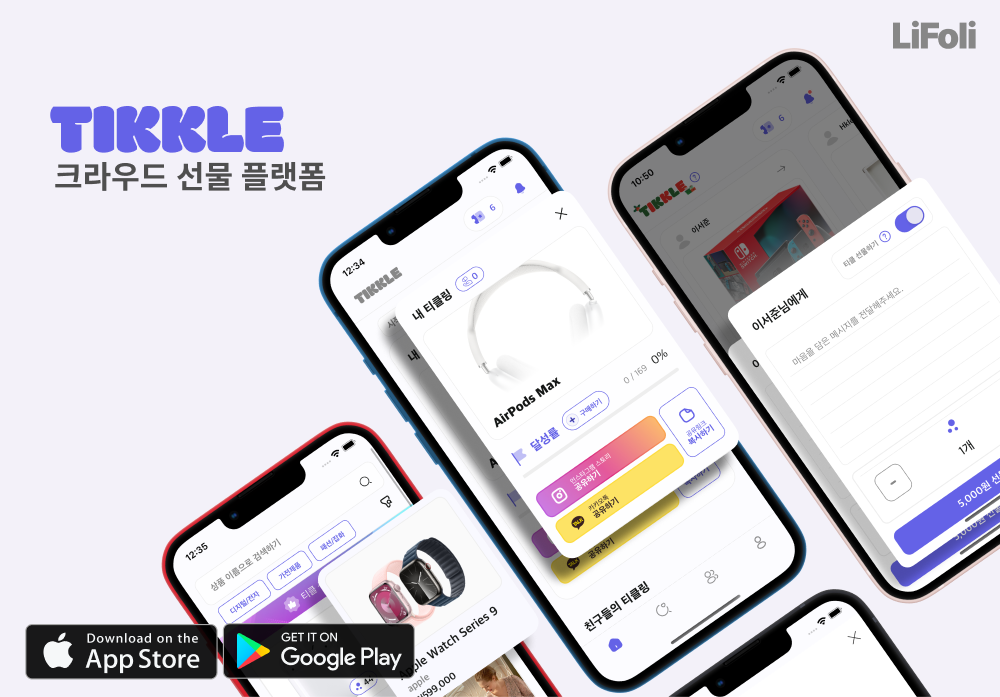 LiFoli
TIKKLE
크라우드 선물 플랫폼
10:50
6
TIKKLE
이서준
티클 선물하기
이서준님에게
마음을 담은 메시지를 전달해주세요.
1개
5,000원
12:34
6
TIKKLE
내 티클링
0
AirPods Max
0 / 169
0%
달성률
구매하기
인스타그램 스토리
공유하기
카카오톡
공유하기
공유링크
복사하기
공유하기
친구들의 티클링
12:35
상품 이름으로 검색하기
디지털/전자
가전제품
패션/잡화
티클
44
Apple Watch Series 9
apple
₩599,000
Download on the
App Store
GET IT ON
Google Play